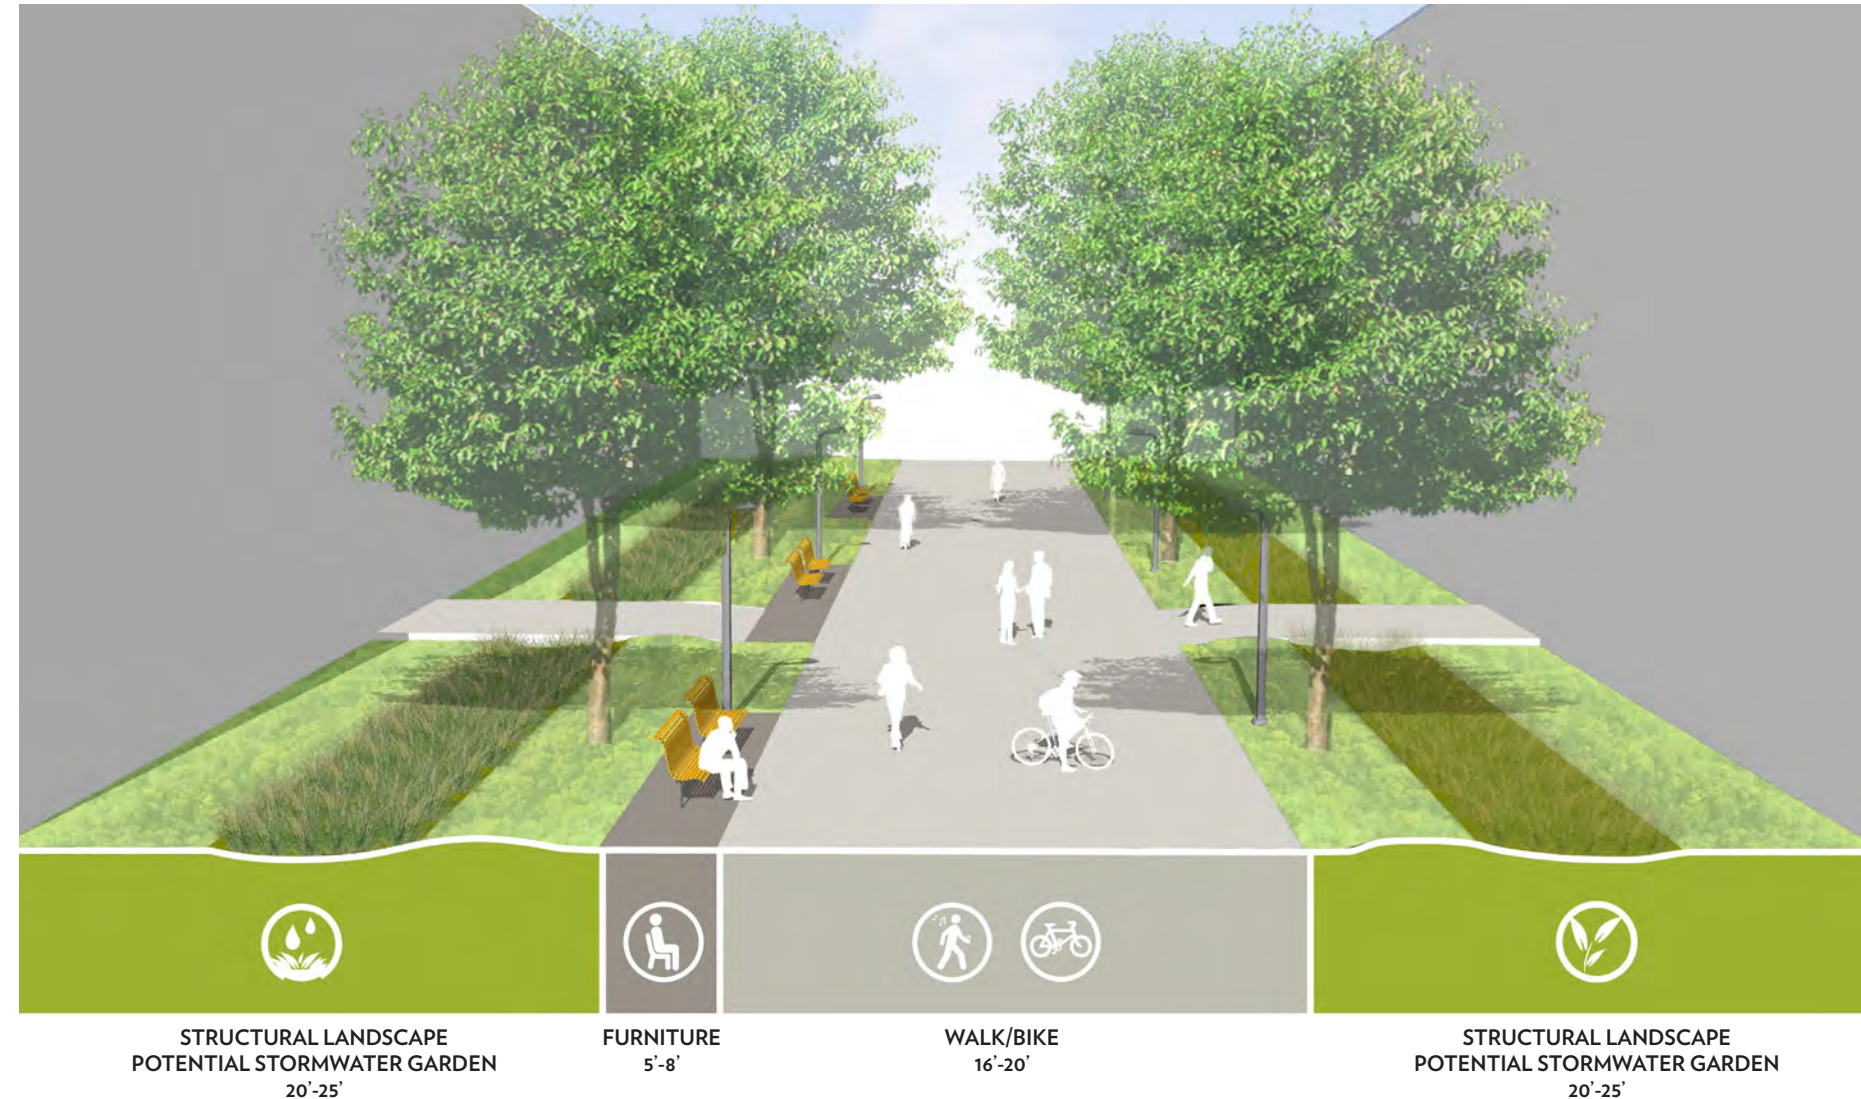 STRUCTURAL LANDSCAPE
POTENTIAL STORMWATER GARDEN
20’-25’
FURNITURE
5’-8’
WALK/BIKE
16’-20’
STRUCTURAL LANDSCAPE
POTENTIAL STORMWATER GARDEN
20’-25’